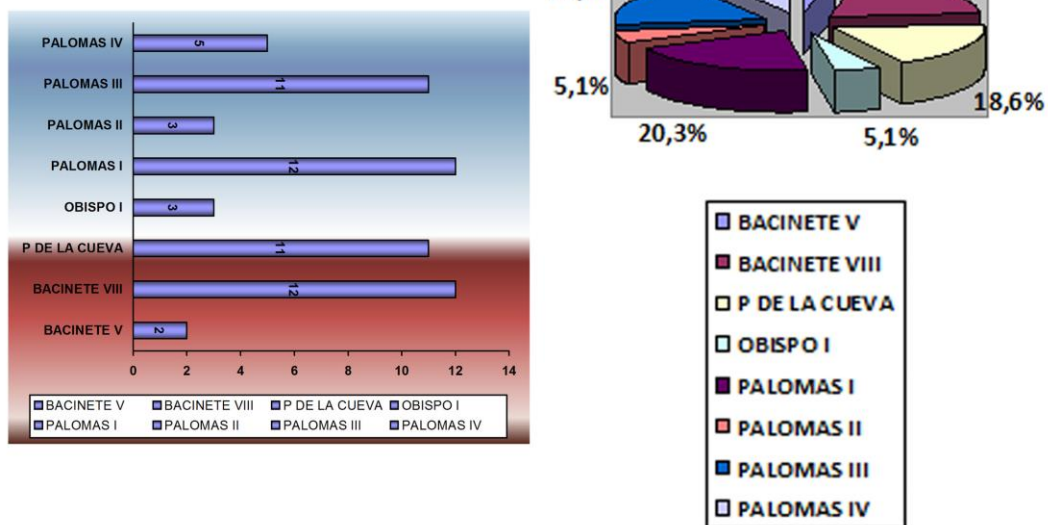 PALOMAS IV
5
PALOMAS III
11
PALOMAS II
3
PALOMAS I
12
OBISPO I
3
P DE LA CUEVA
11
BACINETE VIII
12
BACINETE V
2
0 2 4 6 8 10 12 14
BACINETE V BACINETE VIII P DE LA CUEVA OBISPO I
PALOMAS I PALOMAS II PALOMAS III PALOMAS IV
5,1%
18,6%
20,3%
5,1%
BACINETE V
BACINETE VIII
P DE LA CUEVA
OBISPO I
PALOMAS I
PALOMAS II
PALOMAS III
PALOMAS IV